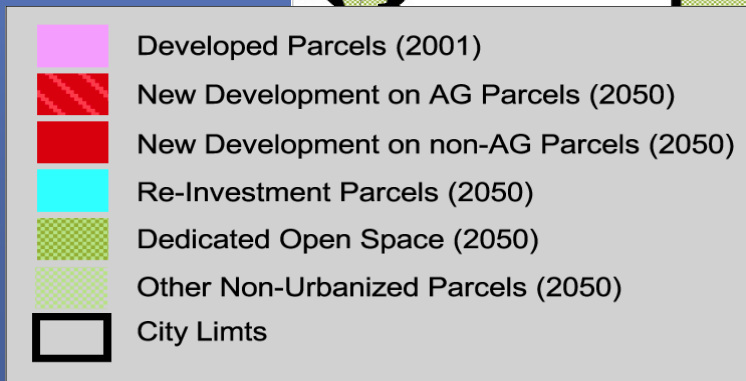 Developed Parcels (2001)
New Development on AG Parcels (2050)
New Development on non-AG Parcels (2050)
Re-Investment Parcels (2050)
Dedicated Open Space (2050)
Other Non-Urbanized Parcels (2050)
City Limts